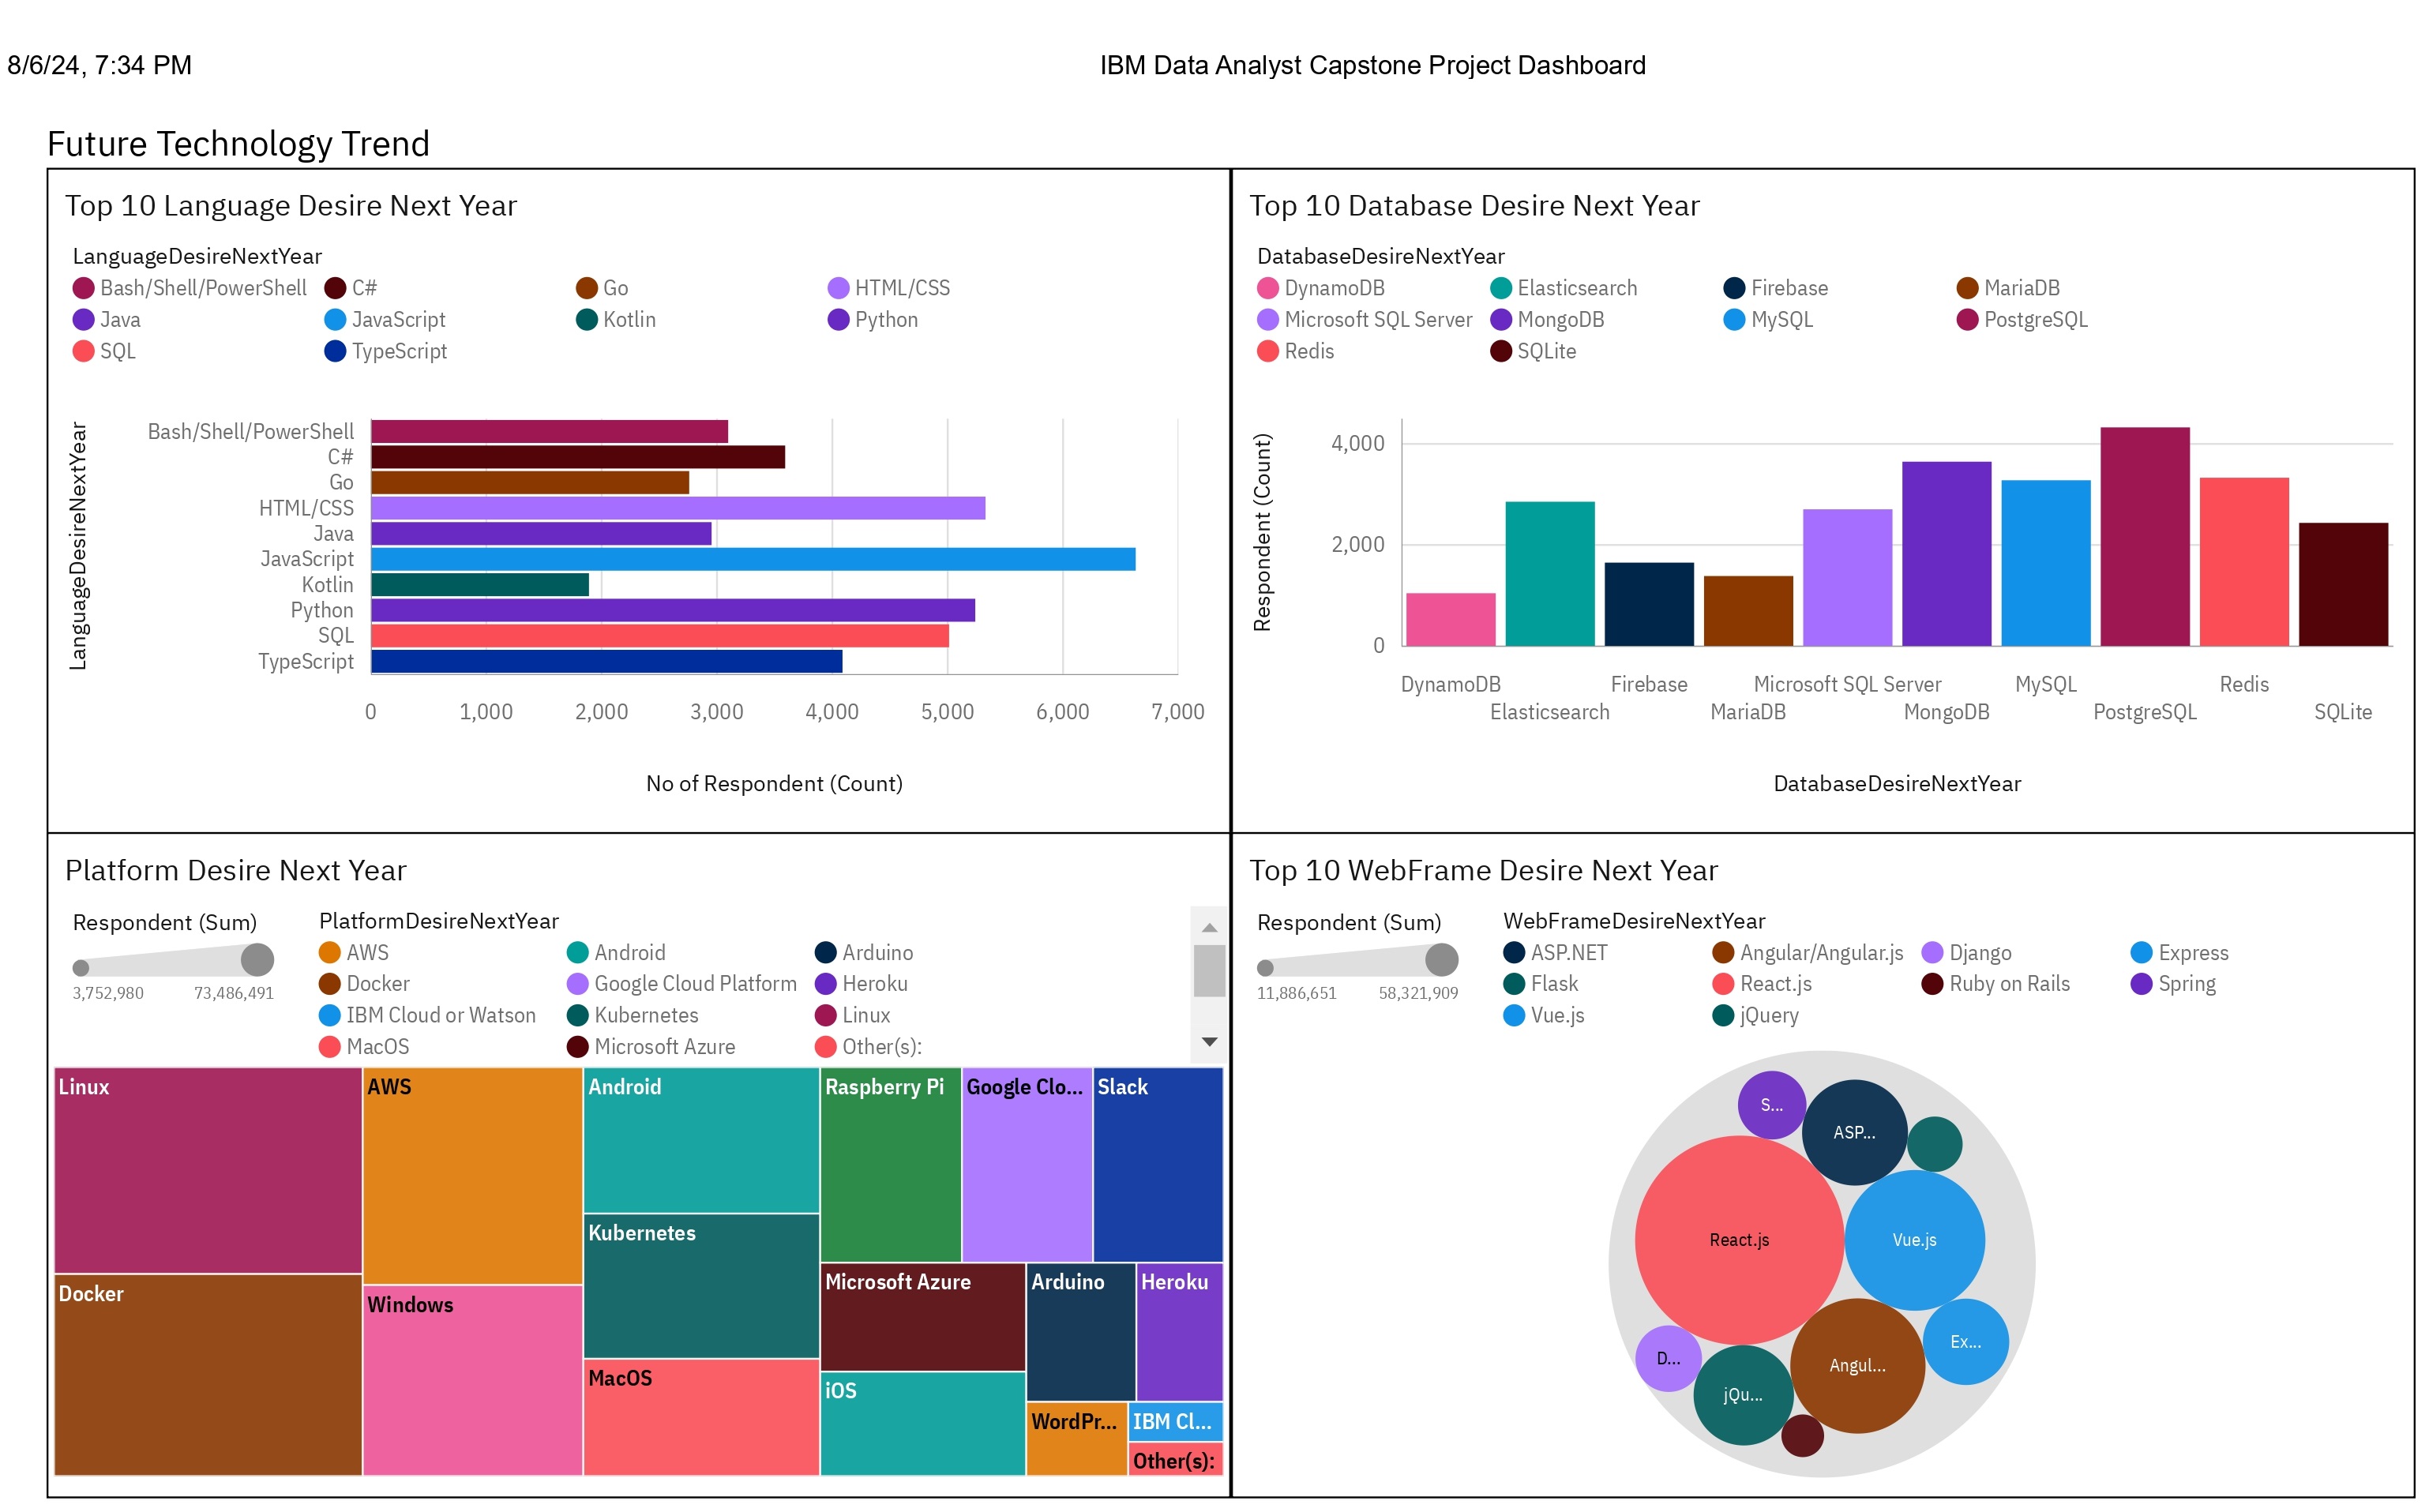 8/6/24, 7:34 PM IBM Data Analyst Capstone Project Dashboard
Future Technology Trend
Top 10 Language Desire Next Year
LanguageDesireNextYear
Bash/Shell/PowerShell C# Go HTML/CSS
Java JavaScript Kotlin Python
SQL TypeScript
LanguageDesireNextYear
Bash/Shell/PowerShell
C#
Go
HTML/CSS
Java
JavaScript
Kotlin
Python
SQL
TypeScript
0 1,000 2,000 3,000 4,000 5,000 6,000 7,000
No of Respondent (Count)
Top 10 Database Desire Next Year
DatabaseDesireNextYear
DynamoDB Elasticsearch Firebase MariaDB
Microsoft SQL Server MongoDB MySQL PostgreSQL
Redis SQLite
Respondent (Count)
4,000
2,000
0
DynamoDB Firebase Microsoft SQL Server MySQL Redis
Elasticsearch MariaDB MongoDB PostgreSQL SQLite
DatabaseDesireNextYear
Platform Desire Next Year
Respondent (Sum)
3,752,980 73,486,491
PlatformDesireNextYear
AWS Android Arduino
Docker Google Cloud Platform Heroku
IBM Cloud or Watson Kubernetes Linux
MacOS Microsoft Azure Other(s):
Linux
Docker
AWS
Windows
Android
Kubernetes
MacOS
Raspberry Pi
Google Clo...
Slack
Microsoft Azure
iOS
Arduino
Heroku
WordPr...
IBM Cl...
Other(s):
Top 10 WebFrame Desire Next Year
Respondent (Sum)
11,886,651 58,321,909
WebFrameDesireNextYear
ASP.NET Angular/Angular.js Django Express
Flask React.js Ruby on Rails Spring
Vue.js jQuery
S...
ASP...
React.js
Vue.js
Ex...
D...
Angul...
jQu...